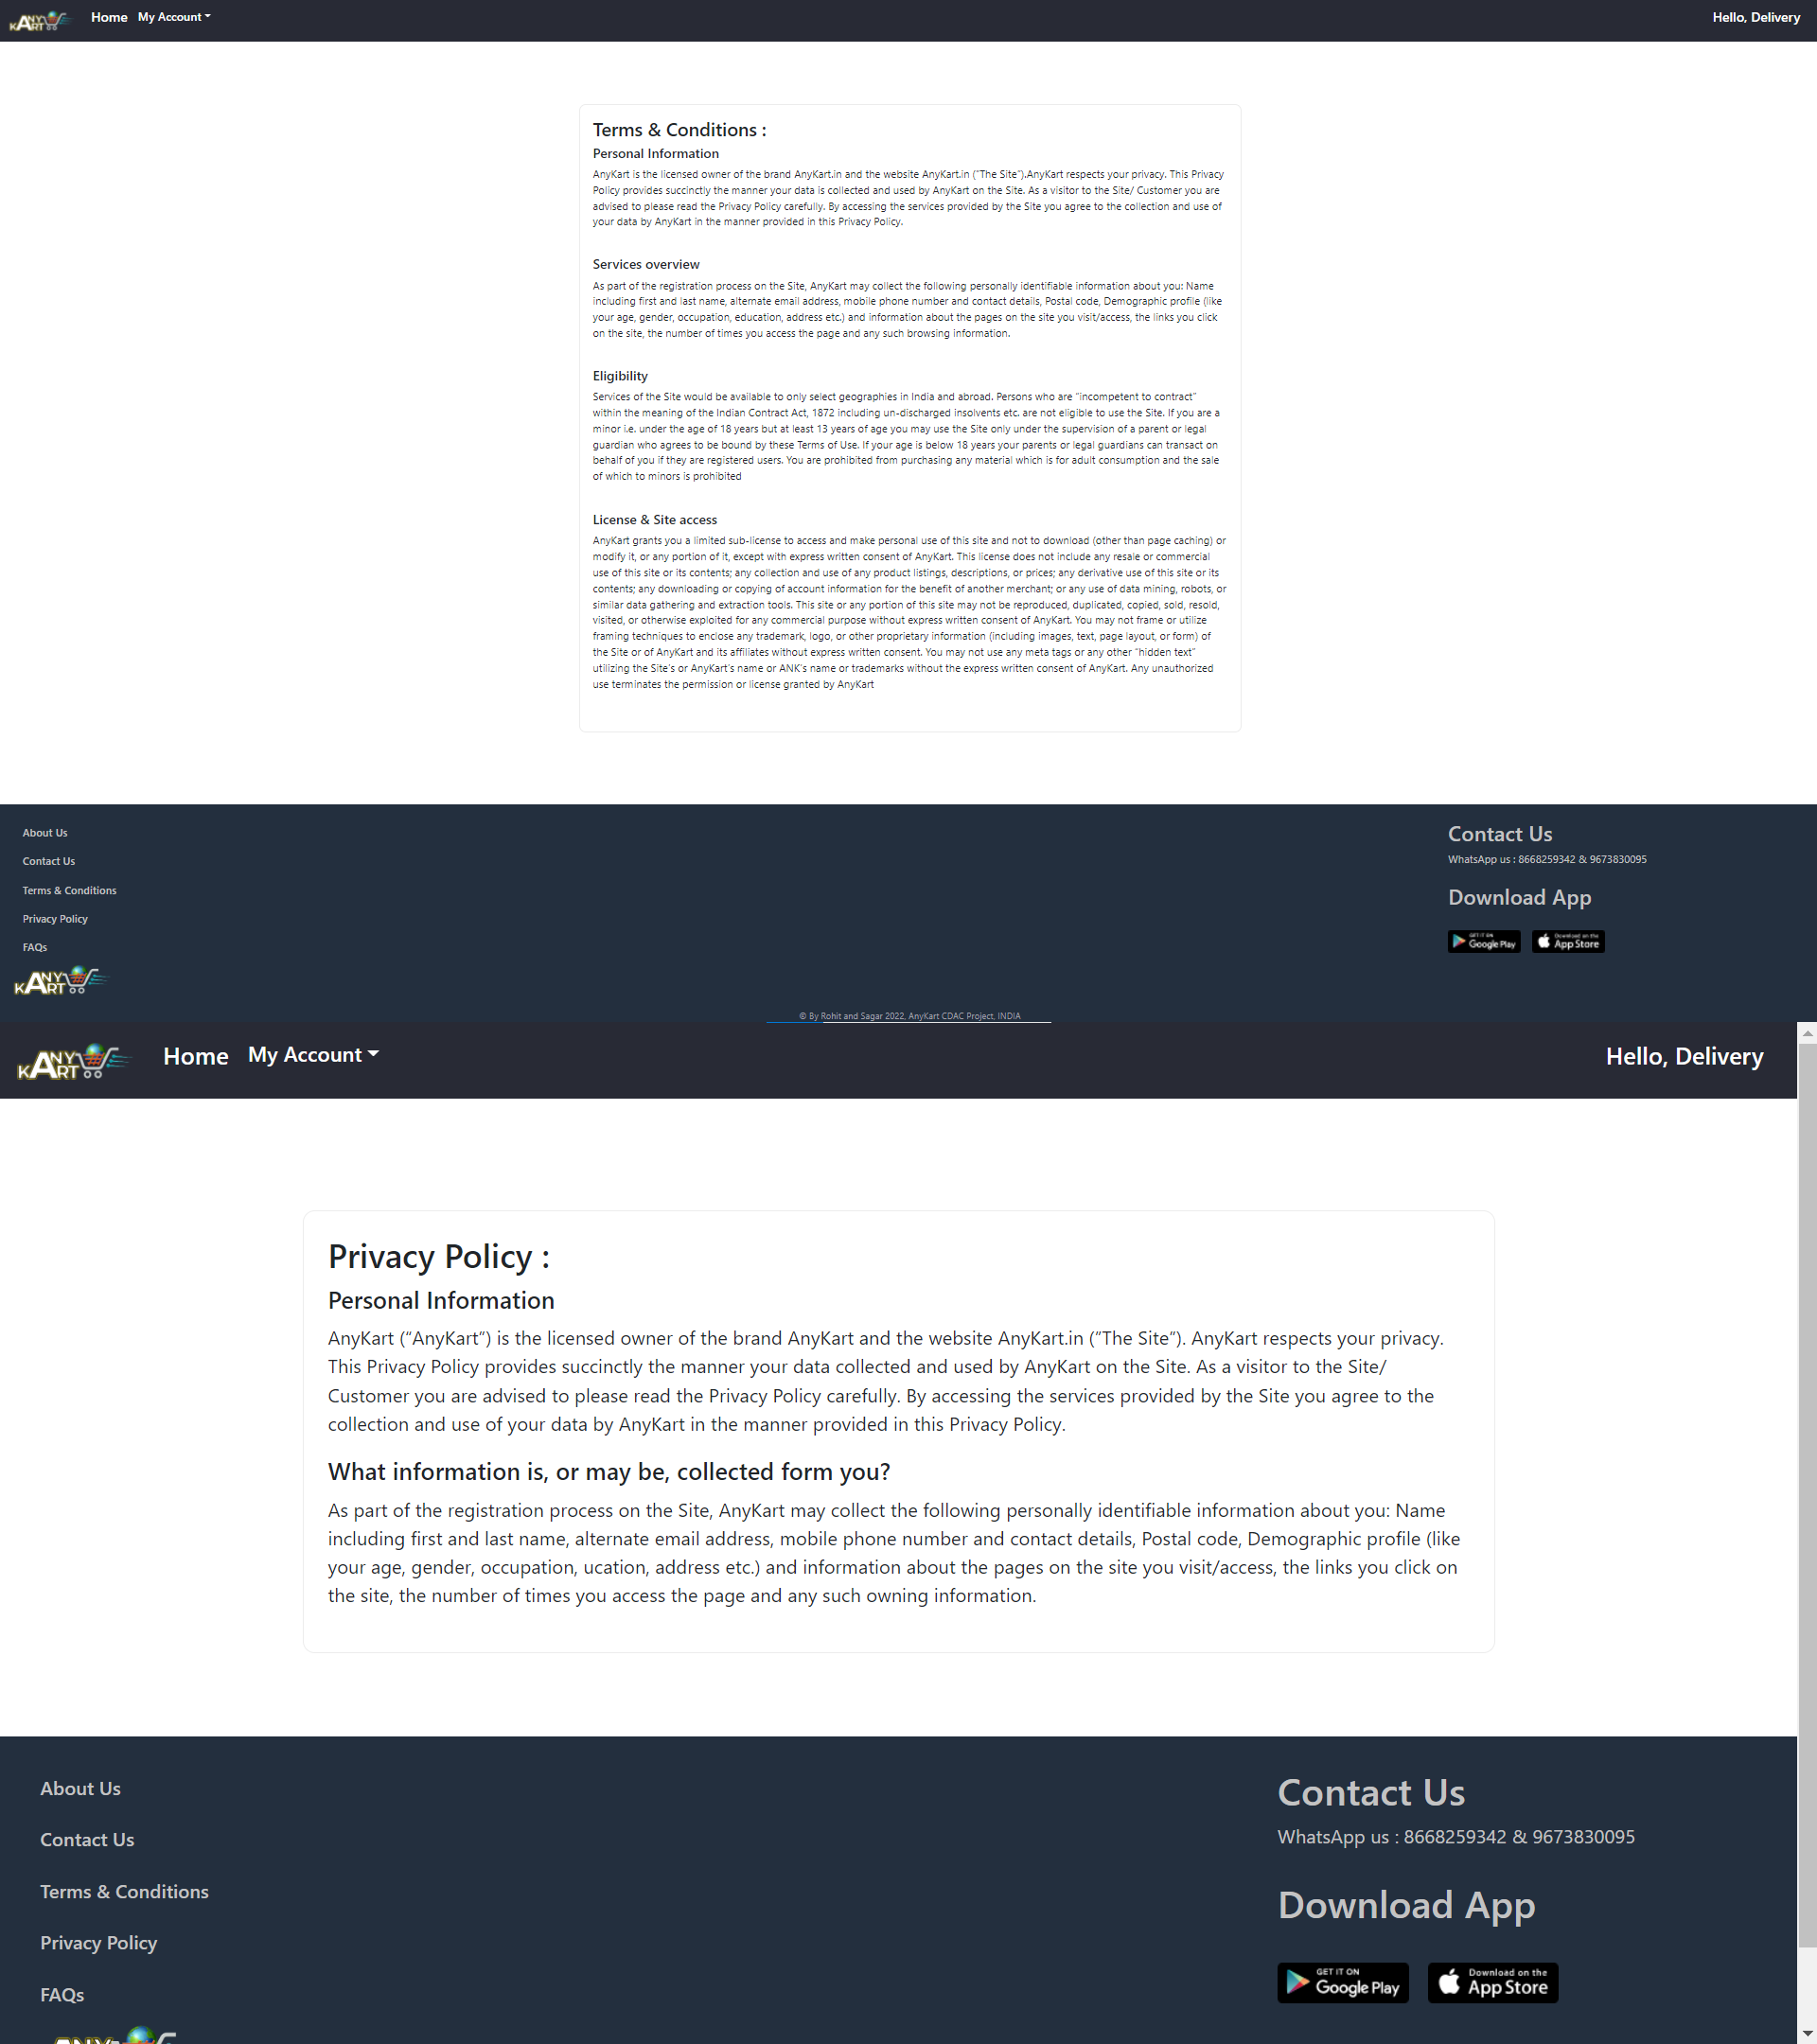 ANY KART Home My Account Hello, Delivery
Terms & Conditions :
Personal Information
AnyKart is the licensed owner of the brand AnyKart.in and the website AnyKart.in ("The Site").AnyKart respects your privacy. This Privacy
Policy provides succinctly the manner your data is collected and used by AnyKart on the Site. As a visitor to the Site/ Customer you are
advised to please read the Privacy Policy carefully. By accessing the services provided by the Site you agree to the collection and use of
your data by AnyKart in the manner provided in this Privacy Policy.
Services overview
As part of the registration process on the Site, AnyKart may collect the following personally identifiable information about you: Name
including first and last name, alternate email address, mobile phone number and contact details, Postal code, Demographic profile (like
your age, gender, occupation, education, address etc.) and information about the pages on the site you visit/access, the links you click
on the site, the number of times you access the page and any such browsing information.
Eligibility
Services of the Site would be available to only select geographies in India and abroad. Persons who are “incompetent to contract”
within the meaning of the Indian Contract Act, 1872 including un-discharged insolvents etc. are not eligible to use the Site. If you are a
minor i.e. under the age of 18 years but at least 13 years of age you may use the Site only under the supervision of a parent or legal
guardian who agrees to be bound by these Terms of Use. If your age is below 18 years your parents or legal guardians can transact on
behalf of you if they are registered users. You are prohibited from purchasing any material which is for adult consumption and the sale
of which to minors is prohibited
License & Site access
AnyKart grants you a limited sub-license to access and make personal use of this site and not to download (other than page caching) or
modify it, or any portion of it, except with express written consent of AnyKart. This license does not include any resale or commercial
use of this site or its contents; any collection and use of any product listings, descriptions, or prices; any derivative use of this site or its
contents; any downloading or copying of account information for the benefit of another merchant; or any use of data mining, robots, or
similar data gathering and extraction tools. This site or any portion of this site may not be reproduced, duplicated, copied, sold, resold,
visited, or otherwise exploited for any commercial purpose without express written consent of AnyKart. You may not frame or utilize
framing techniques to enclose any trademark, logo, or other proprietary information (including images, text, page layout, or form) of
the Site or of AnyKart and its affiliates without express written consent. You may not use any meta tags or any other “hidden text”
utilizing the Site's or AnyKart's name or ANK's name or trademarks without the express written consent of AnyKart. Any unauthorized
use terminates the permission or license granted by AnyKart
About Us
Contact Us
Terms & Conditions
Privacy Policy
FAQs
ANY KART
Contact Us
WhatsApp us : 8668259342 & 9673830095
Download App
GET IT ON Google Play Download on the App Store
© By Rohit and Sagar 2022, AnyKart CDAC Project, INDIA
ANY KART Home My Account Hello, Delivery
Privacy Policy :
Personal Information
AnyKart (“AnyKart”) is the licensed owner of the brand AnyKart and the website AnyKart.in (”The Site”). AnyKart respects your privacy.
This Privacy Policy provides succinctly the manner your data collected and used by AnyKart on the Site. As a visitor to the Site/
Customer you are advised to please read the Privacy Policy carefully. By accessing the services provided by the Site you agree to the
collection and use of your data by AnyKart in the manner provided in this Privacy Policy.
What information is, or may be, collected form you?
As part of the registration process on the Site, AnyKart may collect the following personally identifiable information about you: Name
including first and last name, alternate email address, mobile phone number and contact details, Postal code, Demographic profile (like
your age, gender, occupation, ucation, address etc.) and information about the pages on the site you visit/access, the links you click on
the site, the number of times you access the page and any such owning information.
About Us
Contact Us
Terms & Conditions
Privacy Policy
FAQs
ANY
Contact Us
WhatsApp us : 8668259342 & 9673830095
Download App
GET IT ON Google Play Download on the App Store